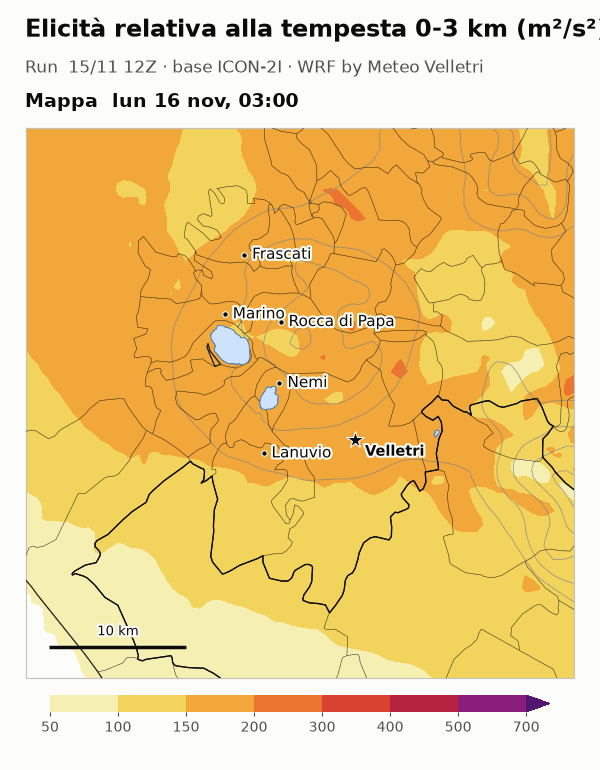 Elicità relativa alla tempesta 0-3 km (m²/s²)
Run 15/11 12Z · base ICON-2I · WRF by Meteo Velletri
Mappa lun 16 nov, 03:00
Frascati
Marino
Rocca di Papa
Nemi
Velletri
Lanuvio
10 km
50 100 150 200 300 400 500 700